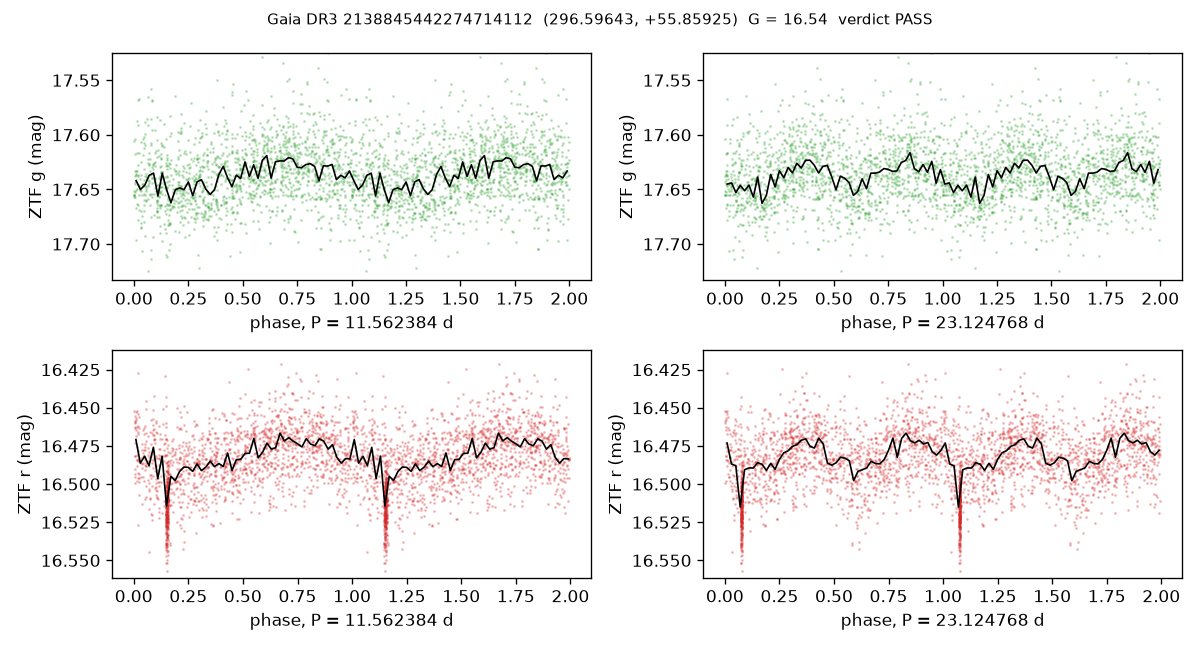 Gaia DR3 2138845442274714112  (296.59643, +55.85925)  G = 16.54  verdict PASS
ZTF g (mag)
17.55
17.60
17.65
17.70
0.00 0.25 0.50 0.75 1.00 1.25 1.50 1.75 2.00
phase, P = 11.562384 d
ZTF g (mag)
17.55
17.60
17.65
17.70
0.00 0.25 0.50 0.75 1.00 1.25 1.50 1.75 2.00
phase, P = 23.124768 d
ZTF r (mag)
16.425
16.450
16.475
16.500
16.525
16.550
0.00 0.25 0.50 0.75 1.00 1.25 1.50 1.75 2.00
phase, P = 11.562384 d
ZTF r (mag)
16.425
16.450
16.475
16.500
16.525
16.550
0.00 0.25 0.50 0.75 1.00 1.25 1.50 1.75 2.00
phase, P = 23.124768 d